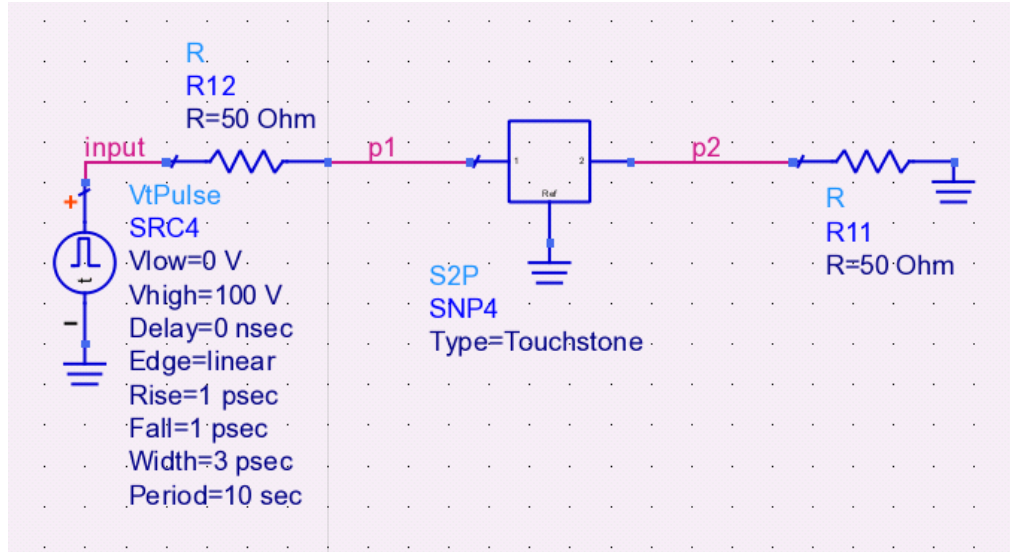 R
R12
R=50 Ohm
input
p1
1
2
Ref
p2
+
VtPulse
SRC4
Vlow=0 V
Vhigh=100 V
Delay=0 nsec
Edge=linear
Rise=1 psec
Fall=1 psec
Width=3 psec
Period=10 sec
t
−
S2P
SNP4
Type=Touchstone
R
R11
R=50 Ohm